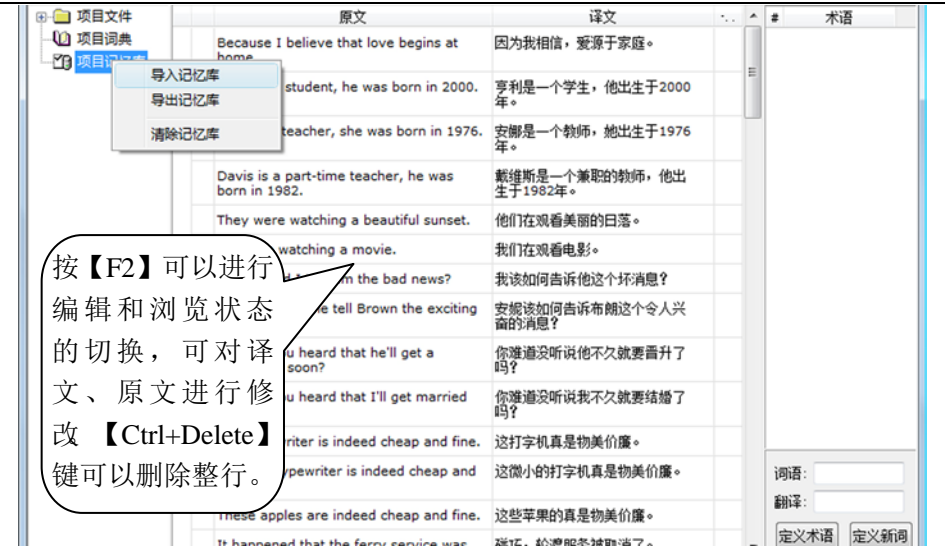 项目文件
项目词典
项目记忆库
导入记忆库
导出记忆库
清除记忆库
原文 译文
Because I believe that love begins at
home.
因为我相信，爱源于家庭。
student, he was born in 2000.
亨利是一个学生，他出生于2000
年。
teacher, she was born in 1976.
安娜是一个教师，她出生于1976
年。
Davis is a part-time teacher, he was
born in 1982.
戴维斯是一个兼职的教师，他出
生于1982年。
They were watching a beautiful sunset.
他们在观看美丽的日落。
watching a movie.
我们在观看电影。
the bad news?
我该如何告诉他这个坏消息？
tell Brown the exciting
安妮该如何告诉布朗这个令人兴
奋的消息？
heard that he'll get a
soon?
你难道没听说他不久就要晋升了
吗？
heard that I'll get married
你难道没听说我不久就要结婚了
吗？
is indeed cheap and fine.
这打字机真是物美价廉。
is indeed cheap and
这微小的打字机真是物美价廉。
These apples are indeed cheap and fine.
这些苹果的真是物美价廉。
It happened that the ferry service was
碰巧，轮渡服务被取消了。
按【F2】可以进行
编辑和浏览状态
的切换，可对译
文、原文进行修
改【Ctrl+Delete】
键可以删除整行。
# 术语
词语:
翻译:
定义术语 定义新词